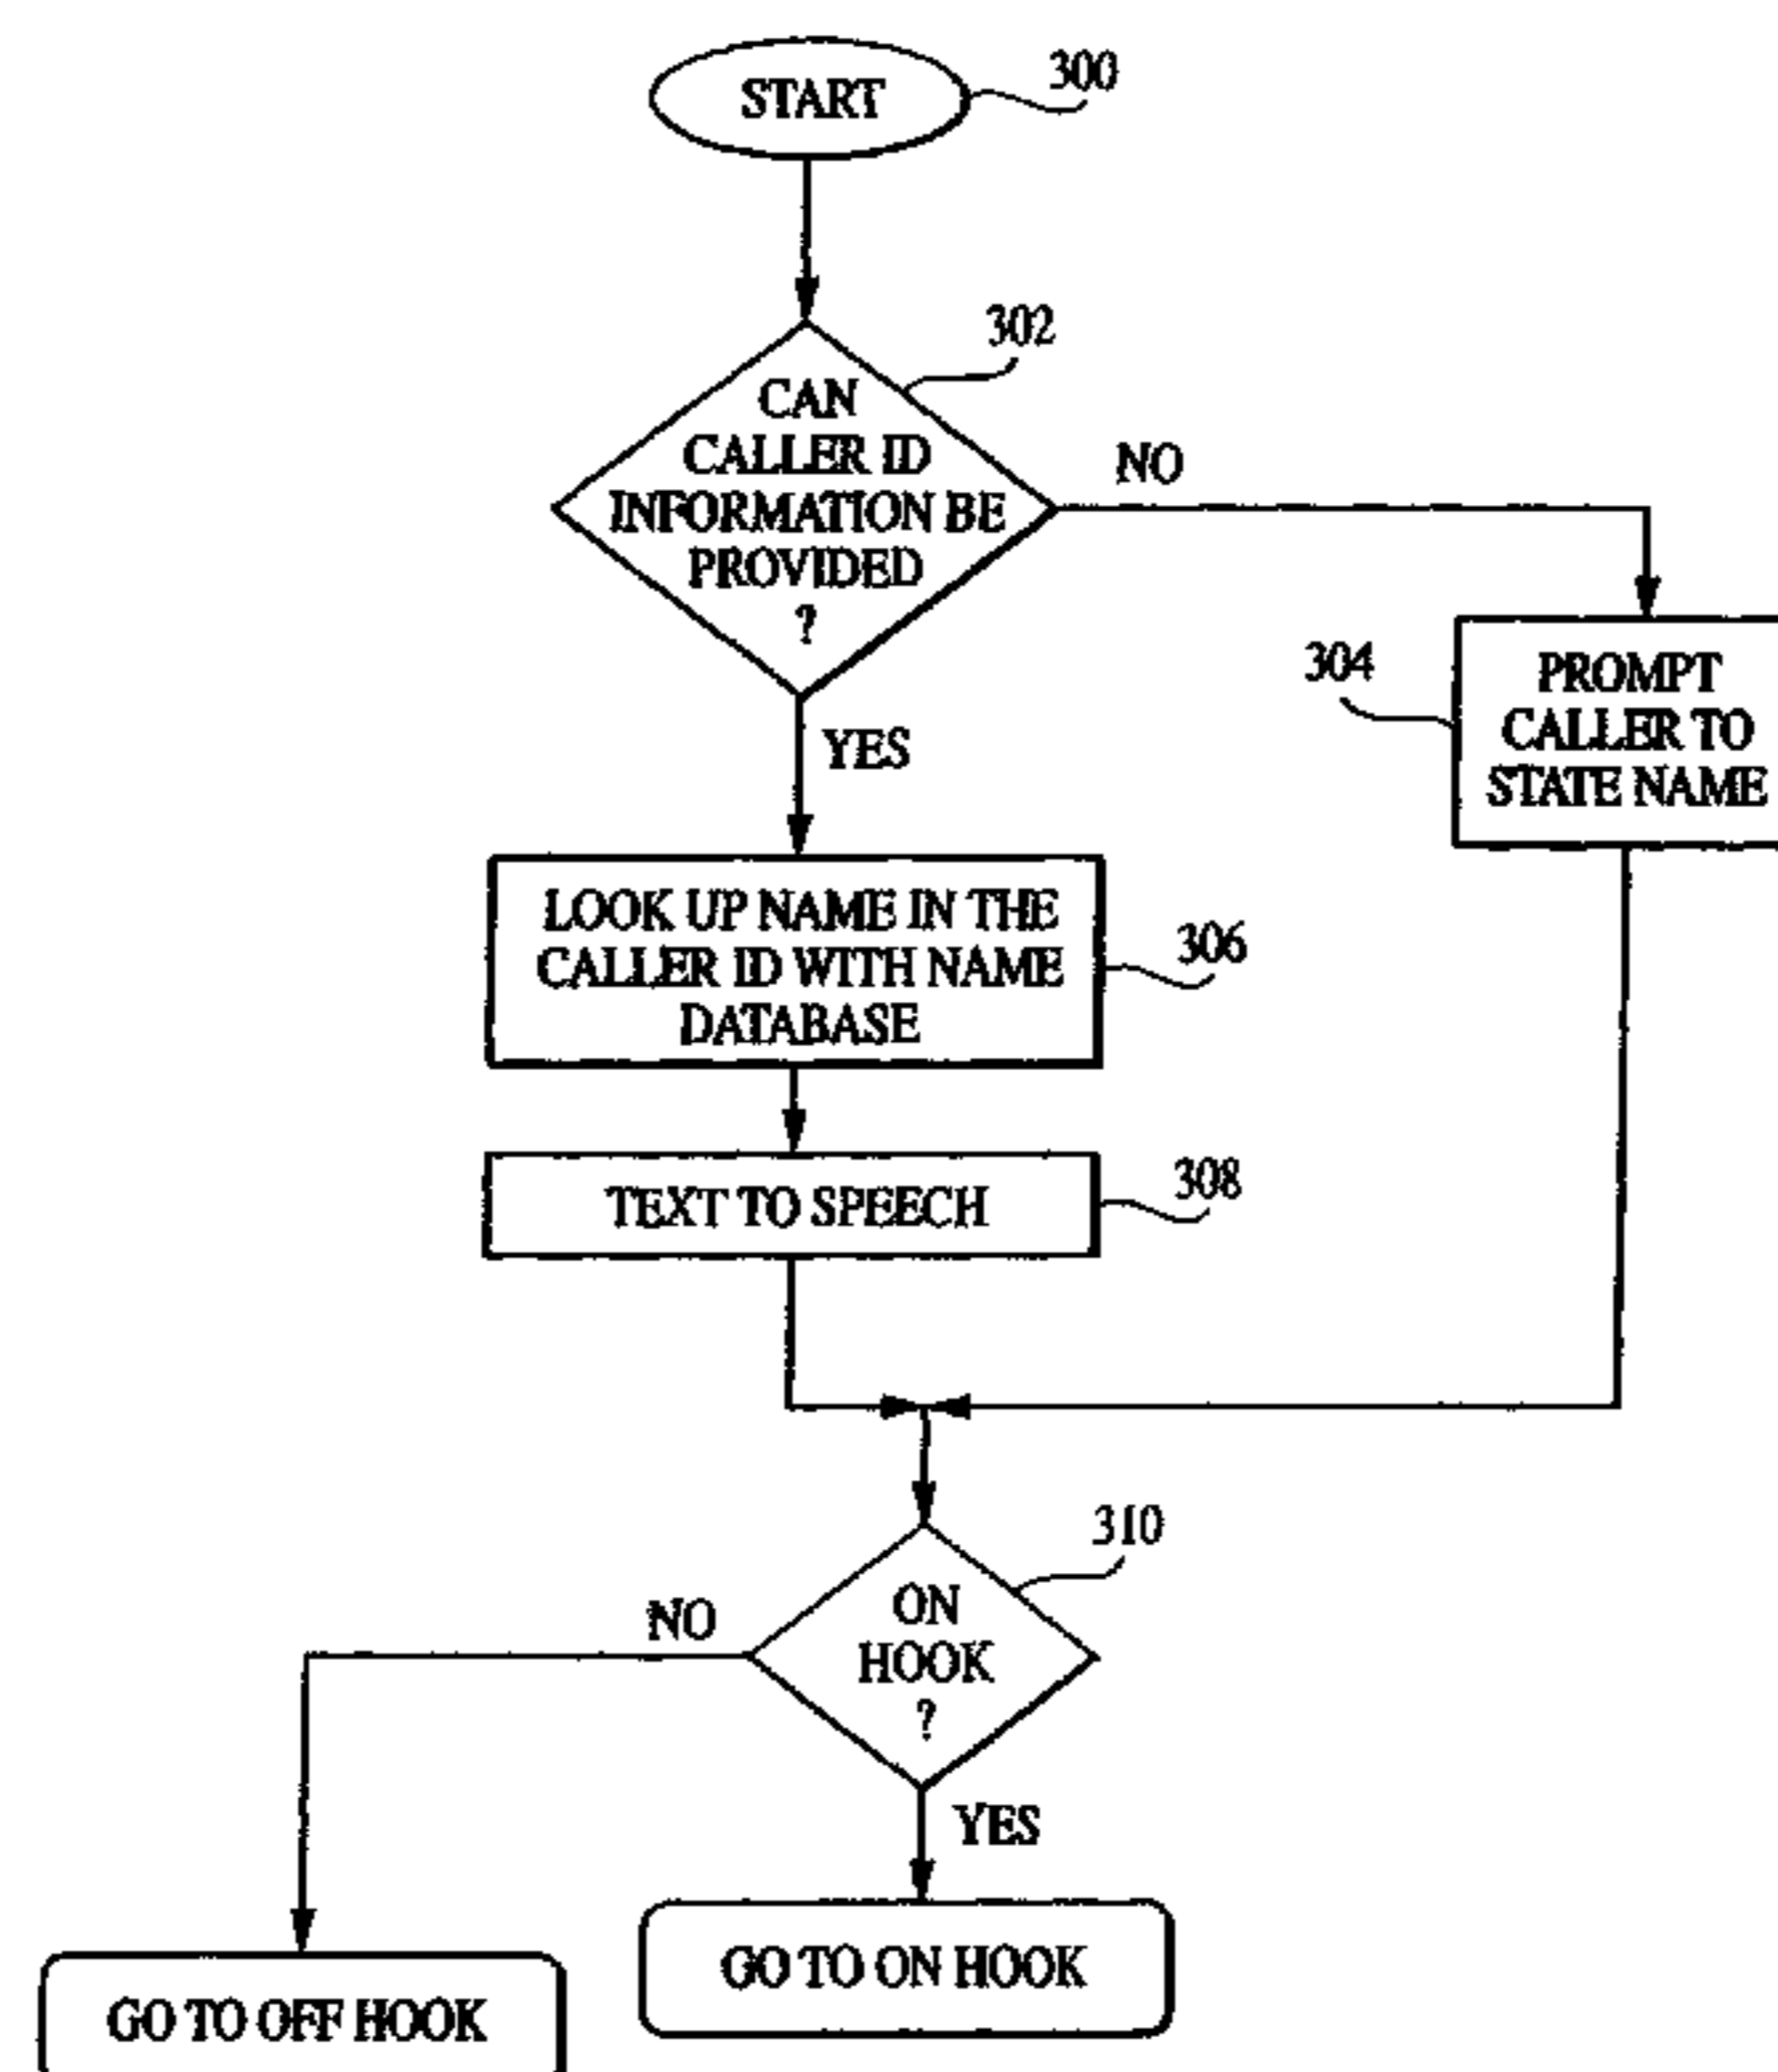 START
300
302
CAN
CALLER ID
INFORMATION BE
PROVIDED
?
NO
YES
304
PROMPT
CALLER TO
STATE NAME
LOOK UP NAME IN THE
CALLER ID WITH NAME
DATABASE
306
TEXT TO SPEECH
308
310
ON
HOOK
?
NO
YES
GO TO ON HOOK
GO TO OFF HOOK